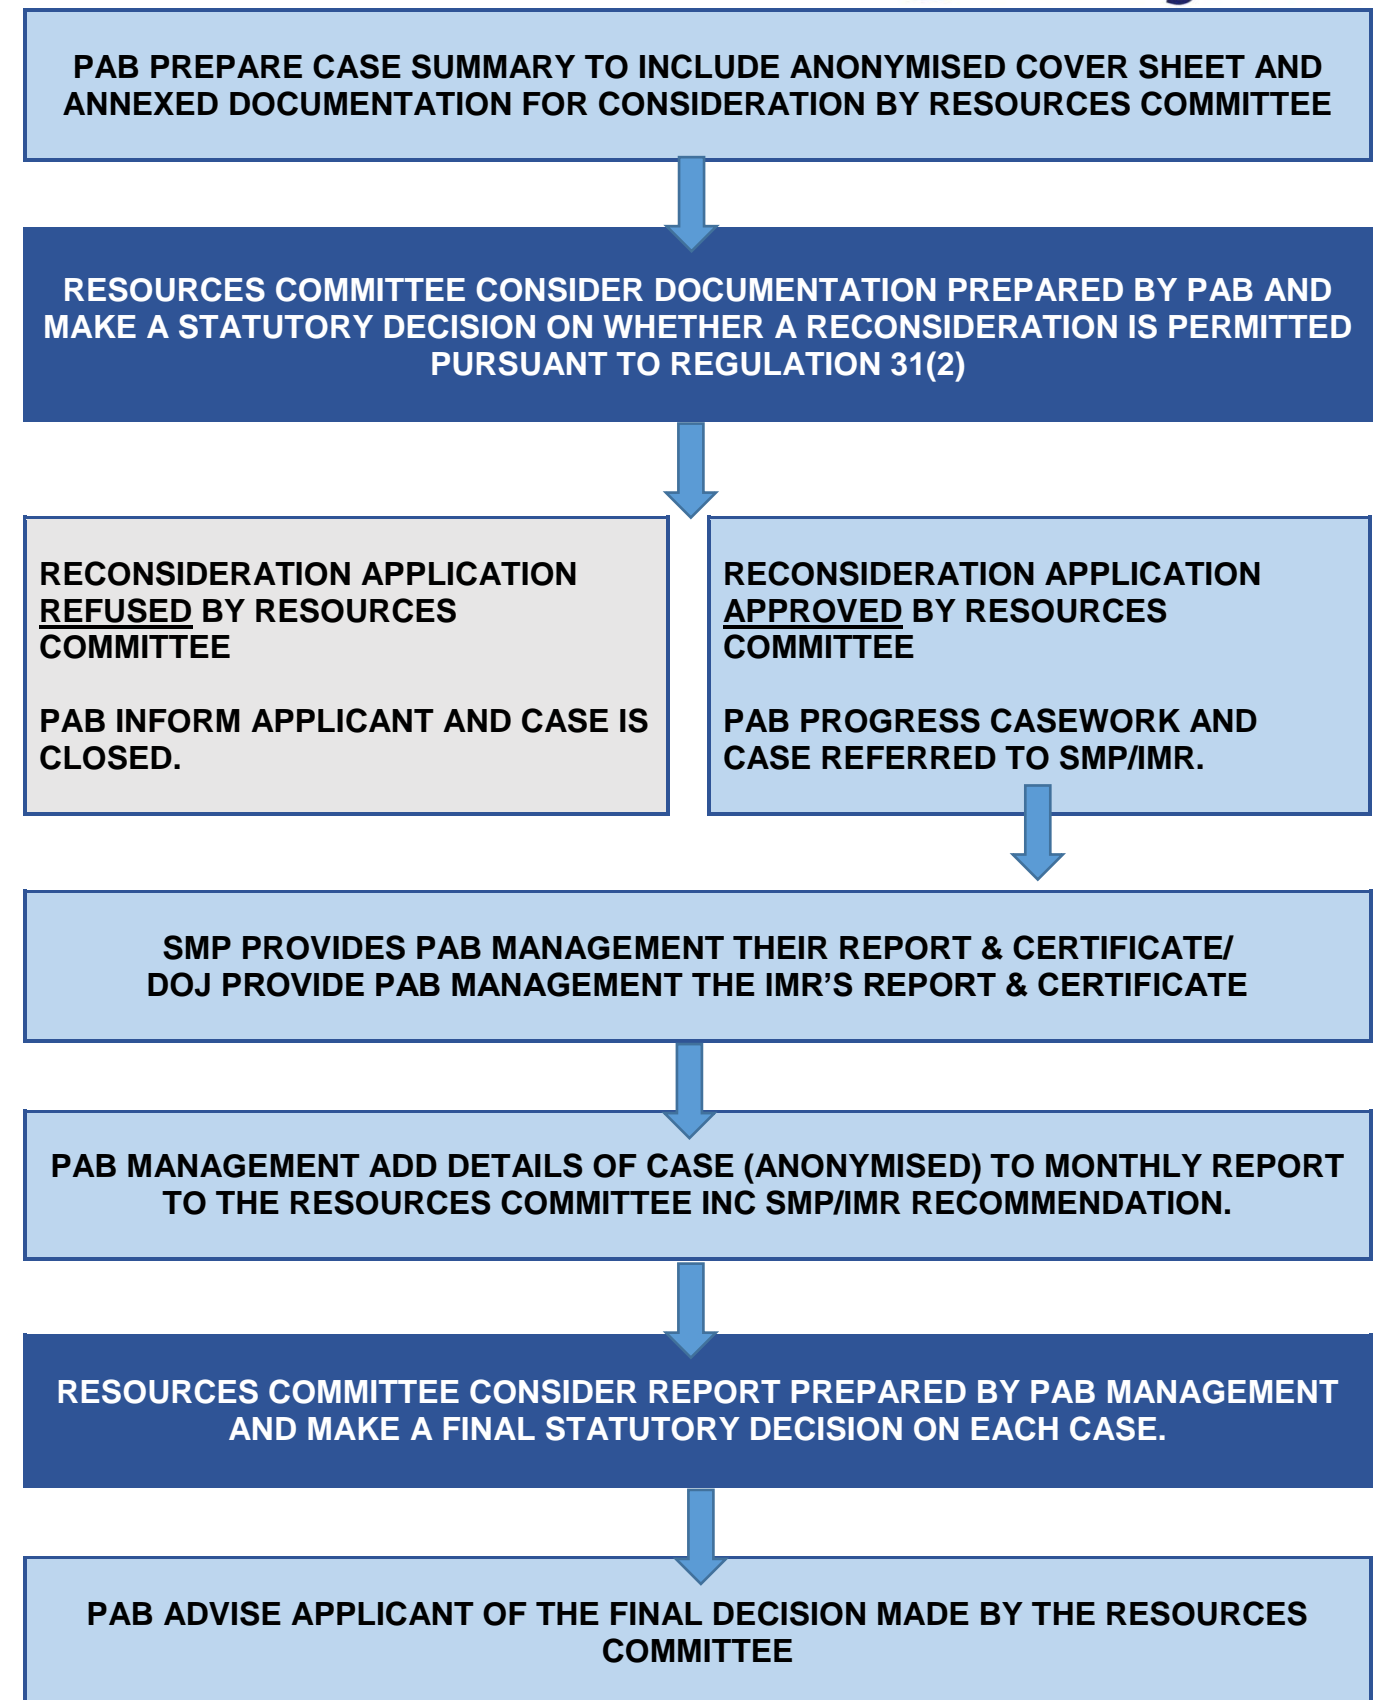 PAB PREPARE CASE SUMMARY TO INCLUDE ANONYMISED COVER SHEET AND
ANNEXED DOCUMENTATION FOR CONSIDERATION BY RESOURCES COMMITTEE
RESOURCES COMMITTEE CONSIDER DOCUMENTATION PREPARED BY PAB AND
MAKE A STATUTORY DECISION ON WHETHER A RECONSIDERATION IS PERMITTED
PURSUANT TO REGULATION 31(2)
RECONSIDERATION APPLICATION
REFUSED BY RESOURCES
COMMITTEE
PAB INFORM APPLICANT AND CASE IS
CLOSED.
RECONSIDERATION APPLICATION
APPROVED BY RESOURCES
COMMITTEE
PAB PROGRESS CASEWORK AND
CASE REFERRED TO SMP/IMR.
SMP PROVIDES PAB MANAGEMENT THEIR REPORT & CERTIFICATE/
DOJ PROVIDE PAB MANAGEMENT THE IMR’S REPORT & CERTIFICATE
PAB MANAGEMENT ADD DETAILS OF CASE (ANONYMISED) TO MONTHLY REPORT
TO THE RESOURCES COMMITTEE INC SMP/IMR RECOMMENDATION.
RESOURCES COMMITTEE CONSIDER REPORT PREPARED BY PAB MANAGEMENT
AND MAKE A FINAL STATUTORY DECISION ON EACH CASE.
PAB ADVISE APPLICANT OF THE FINAL DECISION MADE BY THE RESOURCES
COMMITTEE